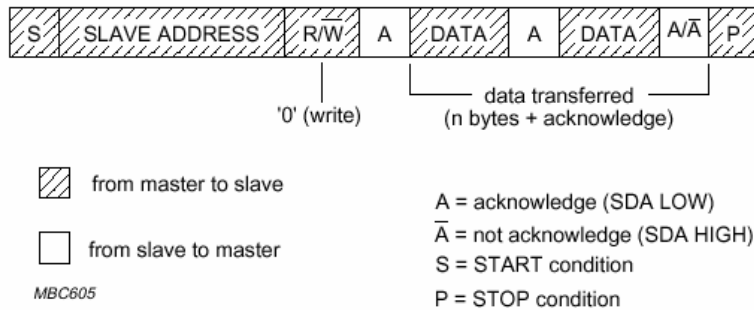 S SLAVE ADDRESS R/W̅ A DATA A DATA A/A̅ P
'0' (write)
data transferred
(n bytes + acknowledge)
from master to slave
from slave to master
A = acknowledge (SDA LOW)
A̅ = not acknowledge (SDA HIGH)
S = START condition
P = STOP condition
MBC605